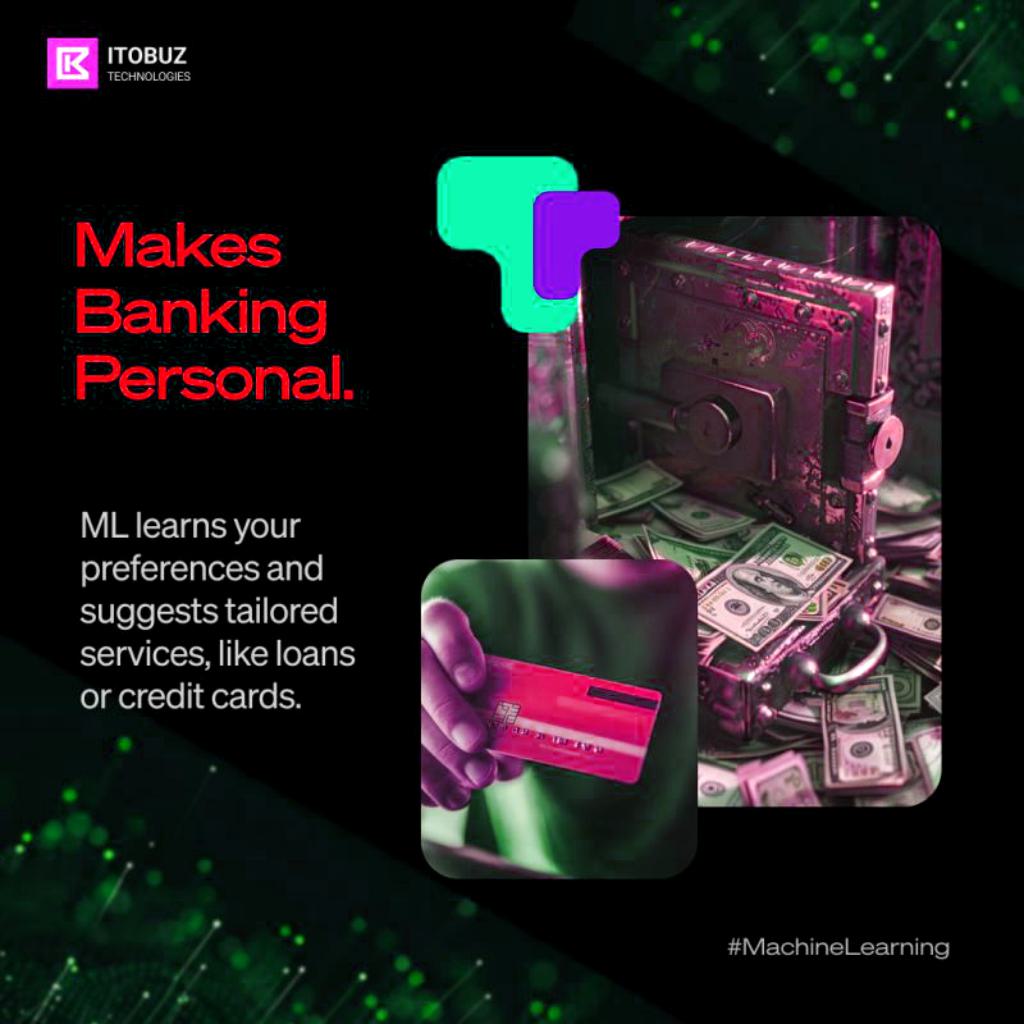 ITOBUZ
TECHNOLOGIES
Makes
Banking
Personal.
ML learns your
preferences and
suggests tailored
services, like loans
or credit cards.
#MachineLearning